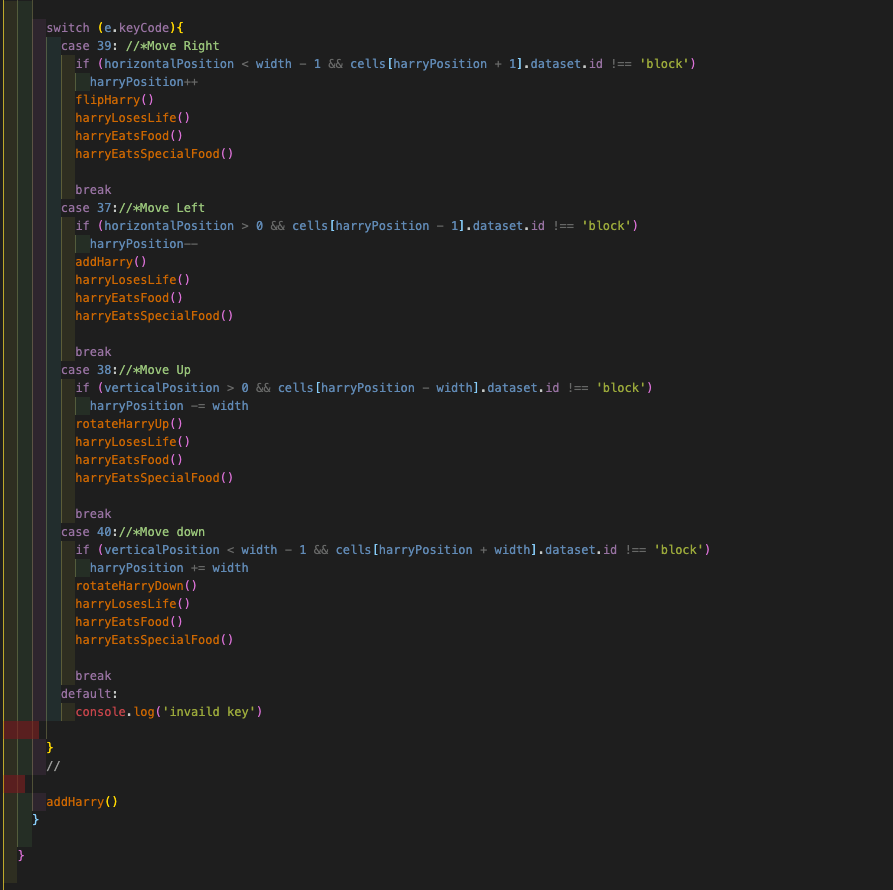 switch (e.keyCode){
case 39: //*Move Right
if (horizontalPosition < width - 1 && cells[harryPosition + 1].dataset.id !== 'block')
harryPosition++
flipHarry()
harryLosesLife()
harryEatsFood()
harryEatsSpecialFood()
break
case 37://*Move Left
if (horizontalPosition > 0 && cells[harryPosition - 1].dataset.id !== 'block')
harryPosition--
addHarry()
harryLosesLife()
harryEatsFood()
harryEatsSpecialFood()
break
case 38://*Move Up
if (verticalPosition > 0 && cells[harryPosition - width].dataset.id !== 'block')
harryPosition -= width
rotateHarryUp()
harryLosesLife()
harryEatsFood()
harryEatsSpecialFood()
break
case 40://*Move down
if (verticalPosition < width - 1 && cells[harryPosition + width].dataset.id !== 'block')
harryPosition += width
rotateHarryDown()
harryLosesLife()
harryEatsFood()
harryEatsSpecialFood()
break
default:
console.log('invaild key')
}
//
addHarry()
}
}